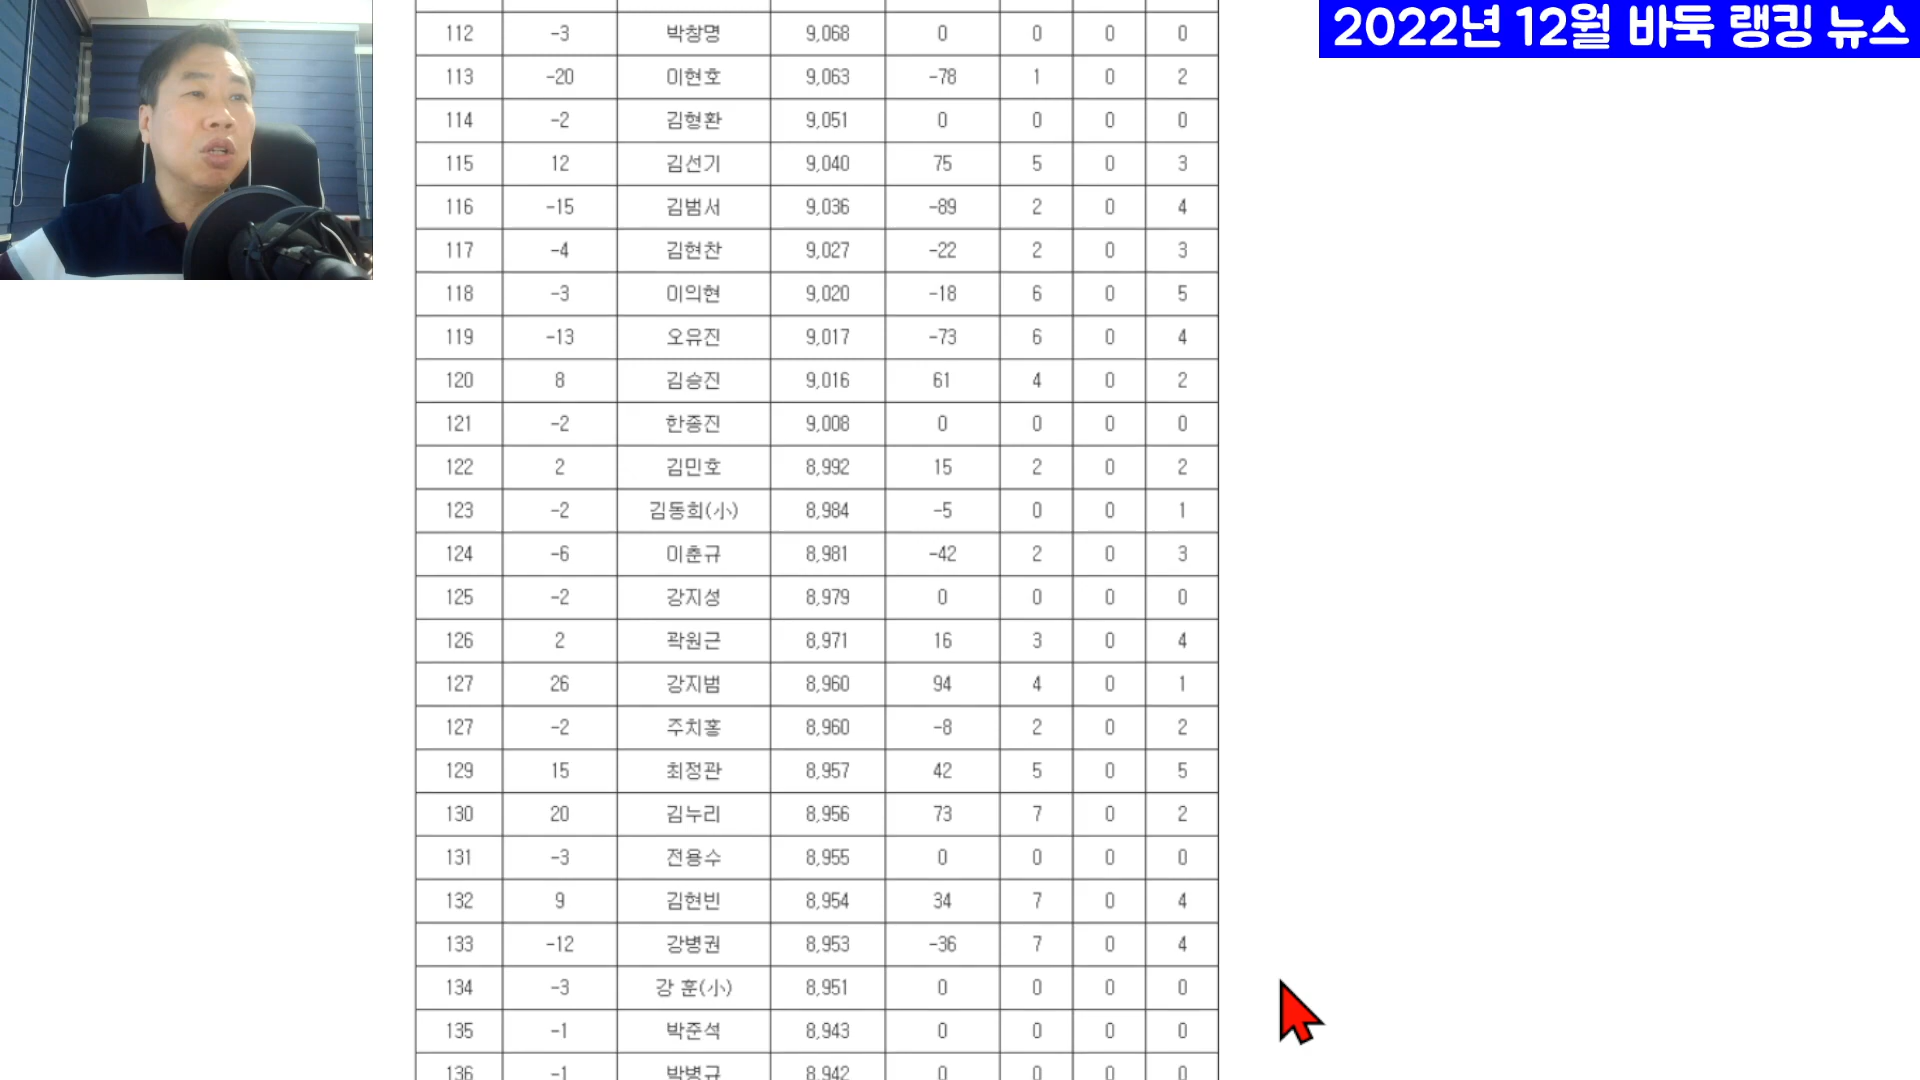 2022년 12월 바둑 랭킹 뉴스
112 -3 박창명 9,068 0 0 0 0
113 -20 이현호 9,063 -78 1 0 2
114 -2 김형환 9,051 0 0 0 0
115 12 김선기 9,040 75 5 0 3
116 -15 김범서 9,036 -89 2 0 4
117 -4 김현찬 9,027 -22 2 0 3
118 -3 이의현 9,020 -18 6 0 5
119 -13 오유진 9,017 -73 6 0 4
120 8 김승진 9,016 61 4 0 2
121 -2 한종진 9,008 0 0 0 0
122 2 김민호 8,992 15 2 0 2
123 -2 김동희(小) 8,984 -5 0 0 1
124 -6 이춘규 8,981 -42 2 0 3
125 -2 강지성 8,979 0 0 0 0
126 2 곽원근 8,971 16 3 0 4
127 26 강지범 8,960 94 4 0 1
127 -2 주치홍 8,960 -8 2 0 2
129 15 최정관 8,957 42 5 0 5
130 20 김누리 8,956 73 7 0 2
131 -3 전용수 8,955 0 0 0 0
132 9 김현빈 8,954 34 7 0 4
133 -12 강병권 8,953 -36 7 0 4
134 -3 강 훈(小) 8,951 0 0 0 0
135 -1 박준석 8,943 0 0 0 0
136 -1 박병규 8,942 0 0 0 0